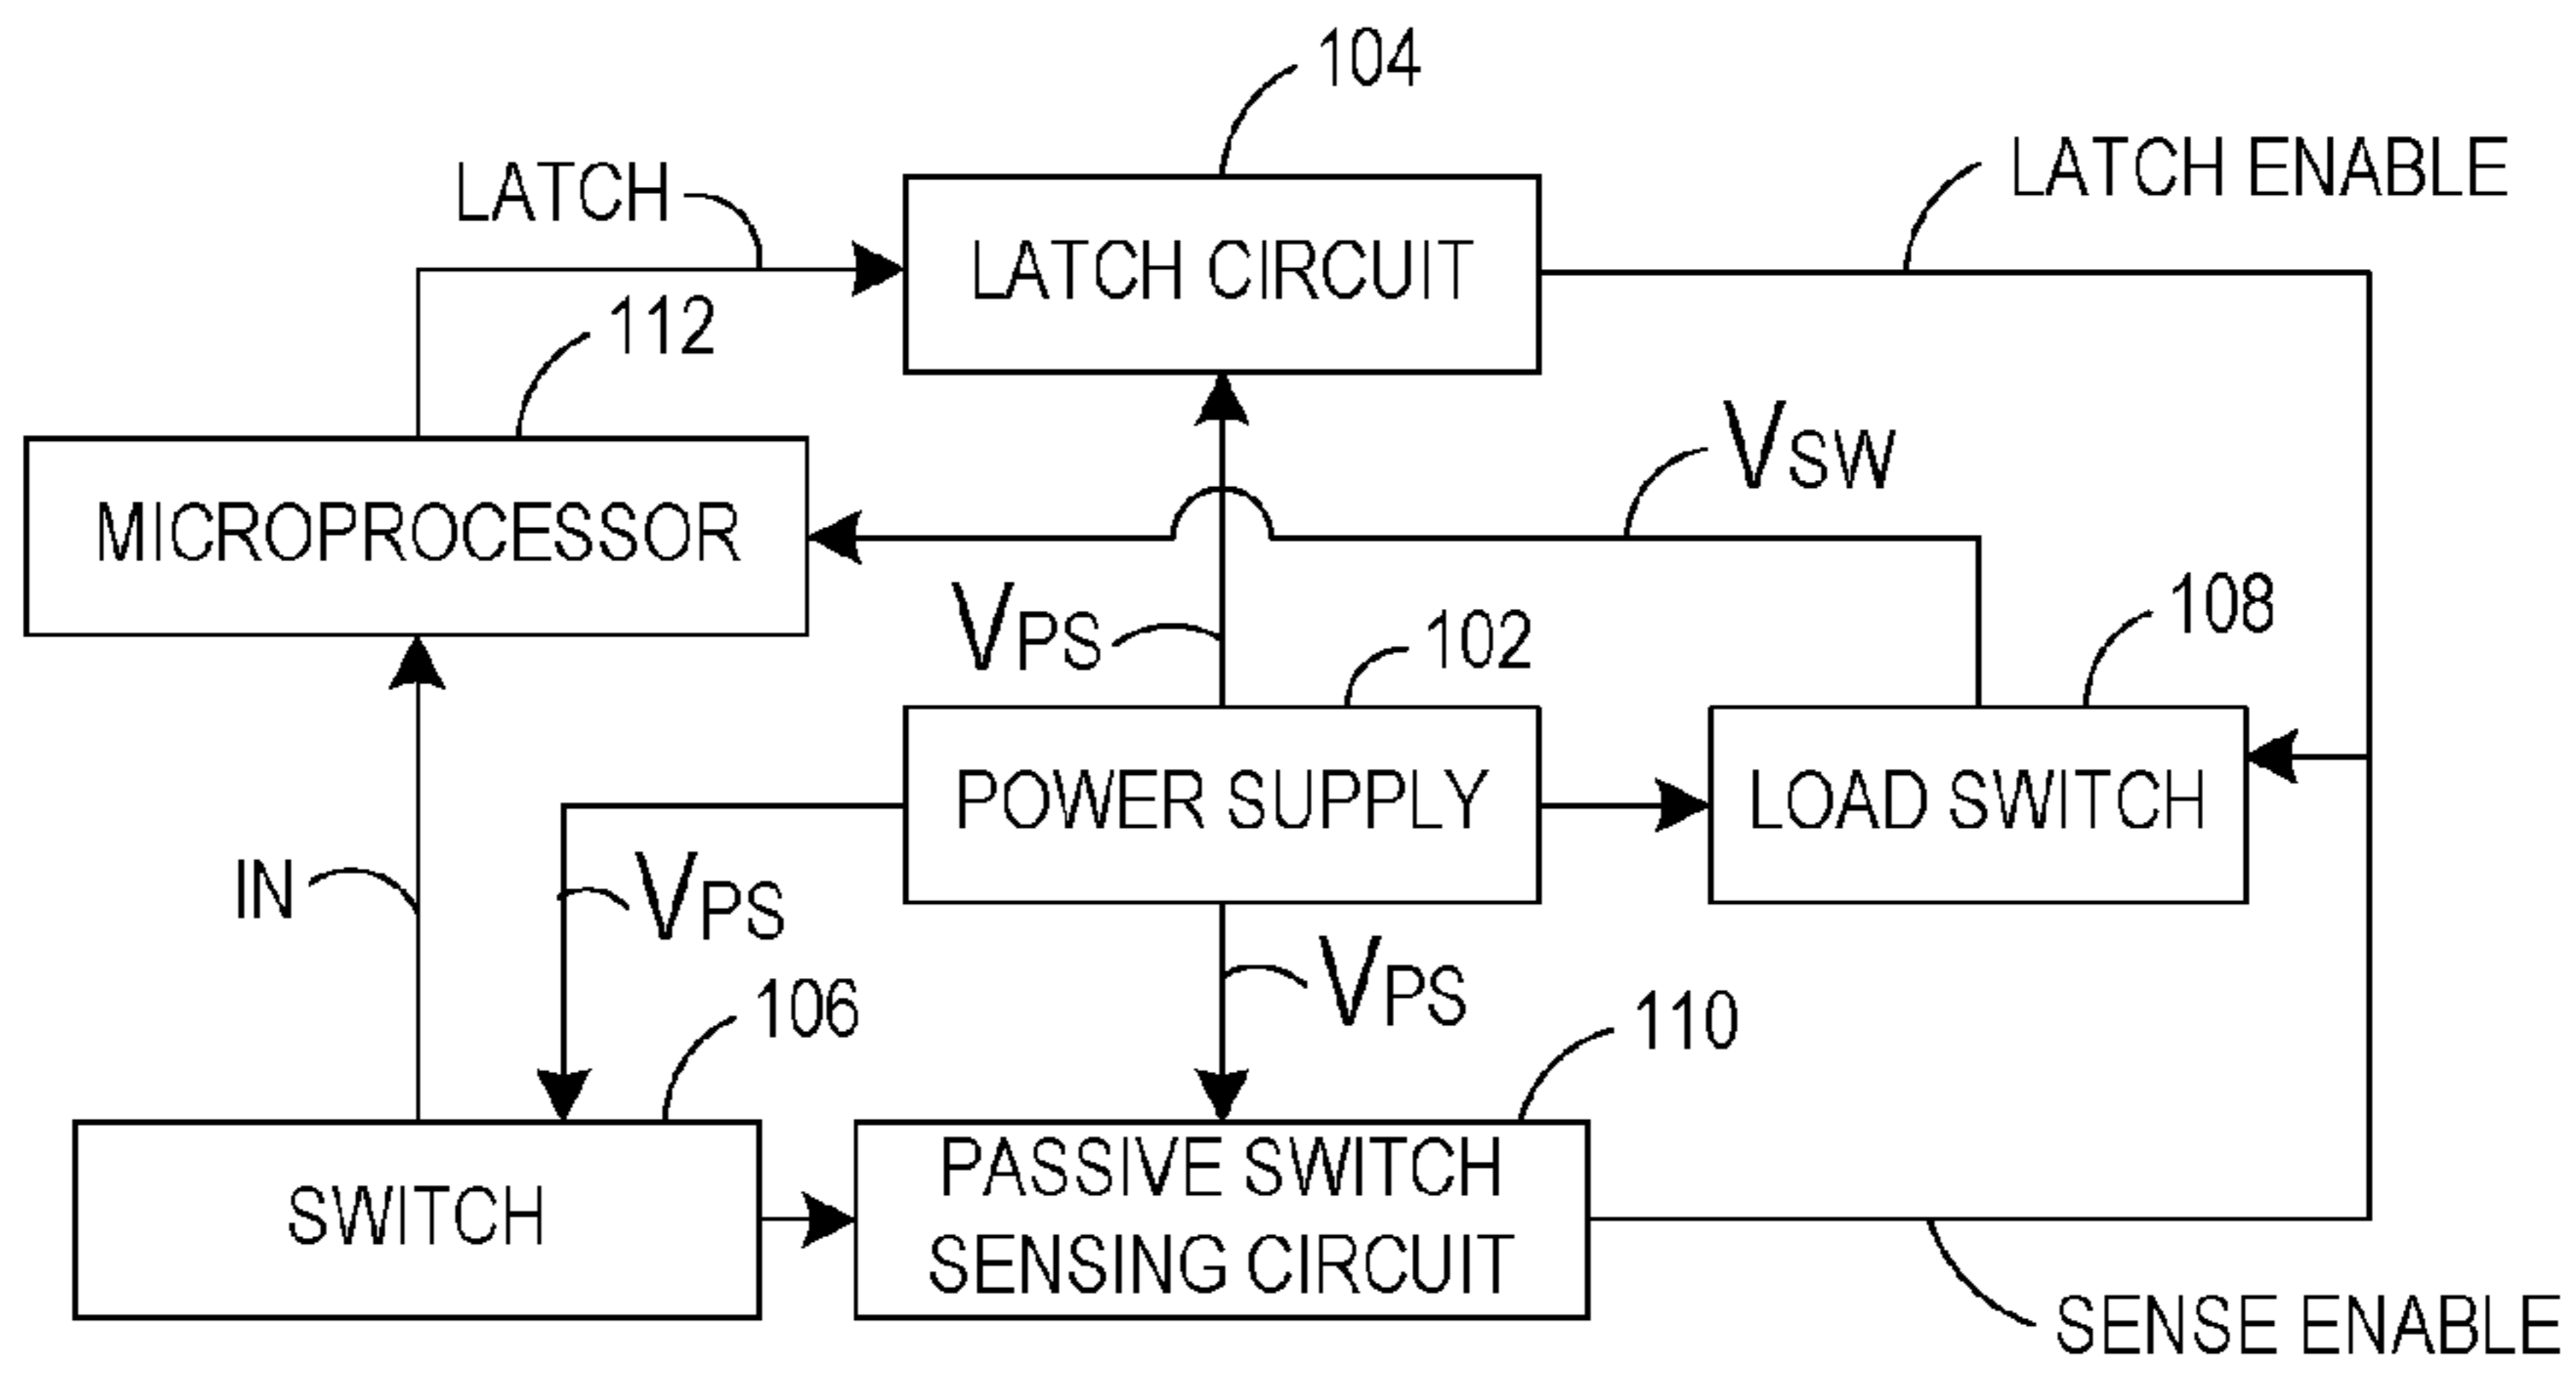 104
LATCH
LATCH ENABLE
LATCH CIRCUIT
112
VSW
MICROPROCESSOR
VPS
102
108
POWER SUPPLY
LOAD SWITCH
IN
VPS
VPS
106
110
SWITCH
PASSIVE SWITCH
SENSING CIRCUIT
SENSE ENABLE